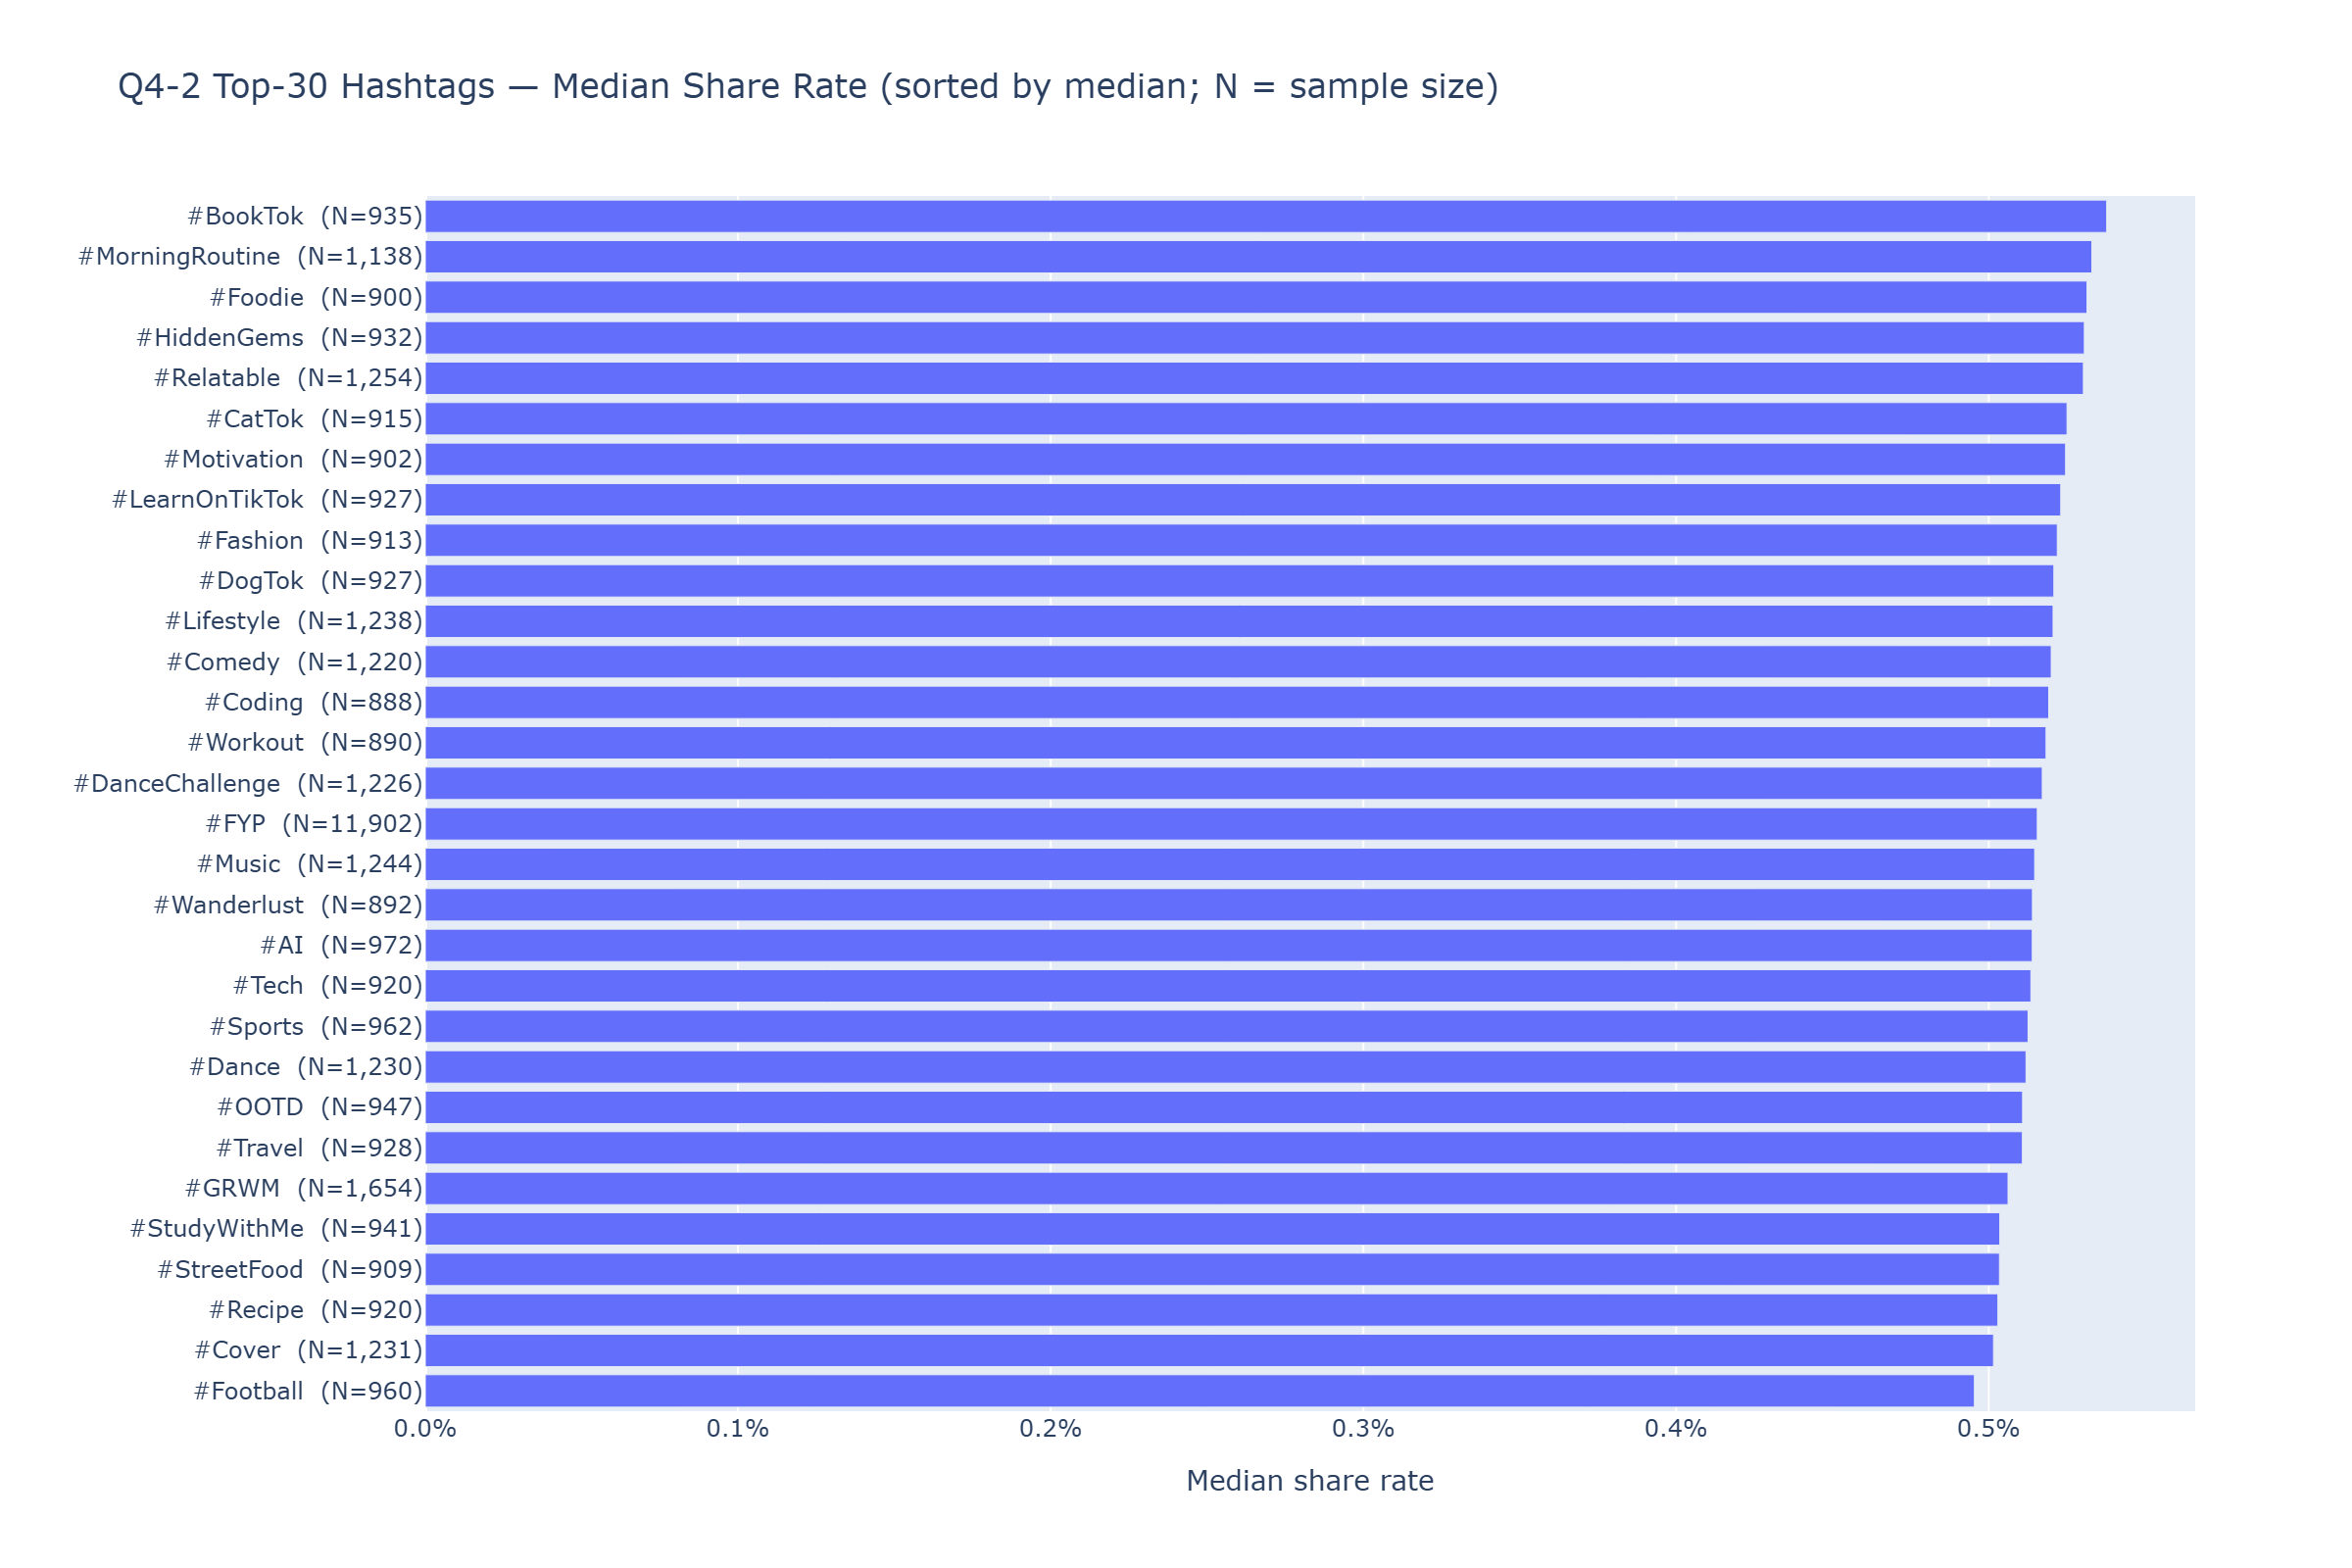 Q4-2 Top-30 Hashtags — Median Share Rate (sorted by median; N = sample size)
#BookTok (N=935)
#MorningRoutine (N=1,138)
#Foodie (N=900)
#HiddenGems (N=932)
#Relatable (N=1,254)
#CatTok (N=915)
#Motivation (N=902)
#LearnOnTikTok (N=927)
#Fashion (N=913)
#DogTok (N=927)
#Lifestyle (N=1,238)
#Comedy (N=1,220)
#Coding (N=888)
#Workout (N=890)
#DanceChallenge (N=1,226)
#FYP (N=11,902)
#Music (N=1,244)
#Wanderlust (N=892)
#AI (N=972)
#Tech (N=920)
#Sports (N=962)
#Dance (N=1,230)
#OOTD (N=947)
#Travel (N=928)
#GRWM (N=1,654)
#StudyWithMe (N=941)
#StreetFood (N=909)
#Recipe (N=920)
#Cover (N=1,231)
#Football (N=960)
0.0% 0.1% 0.2% 0.3% 0.4% 0.5%
Median share rate